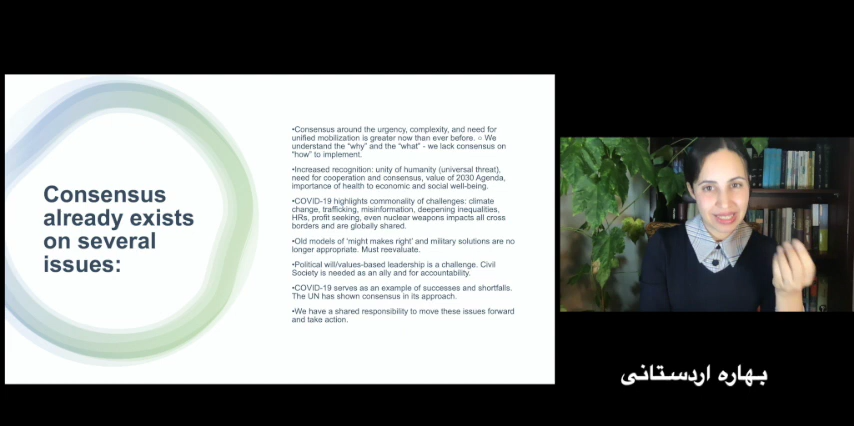 Consensus
already exists
on several
issues:
•Consensus around the urgency, complexity, and need for
unified mobilization is greater now than ever before. ○ We
understand the “why” and the “what” - we lack consensus on
“how” to implement.
•Increased recognition: unity of humanity (universal threat),
need for cooperation and consensus, value of 2030 Agenda,
importance of health to economic and social well-being.
•COVID-19 highlights commonality of challenges: climate
change, trafficking, misinformation, deepening inequalities,
HRs, profit seeking, even nuclear weapons impacts all cross
borders and are globally shared.
•Old models of ‘might makes right’ and military solutions are no
longer appropriate. Must reevaluate.
•Political will/values-based leadership is a challenge. Civil
Society is needed as an ally and for accountability.
•COVID-19 serves as an example of successes and shortfalls.
The UN has shown consensus in its approach.
•We have a shared responsibility to move these issues forward
and take action.
بهاره اردستانی